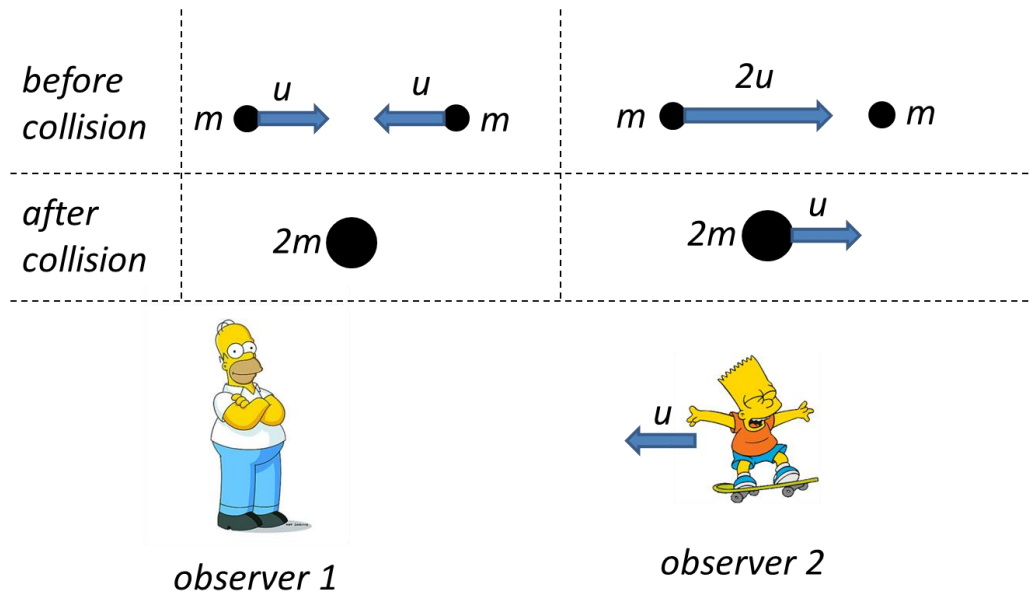 before
collision
m
u
u
m
m
2u
m
after
collision
2m
2m
u
u
observer 1
observer 2